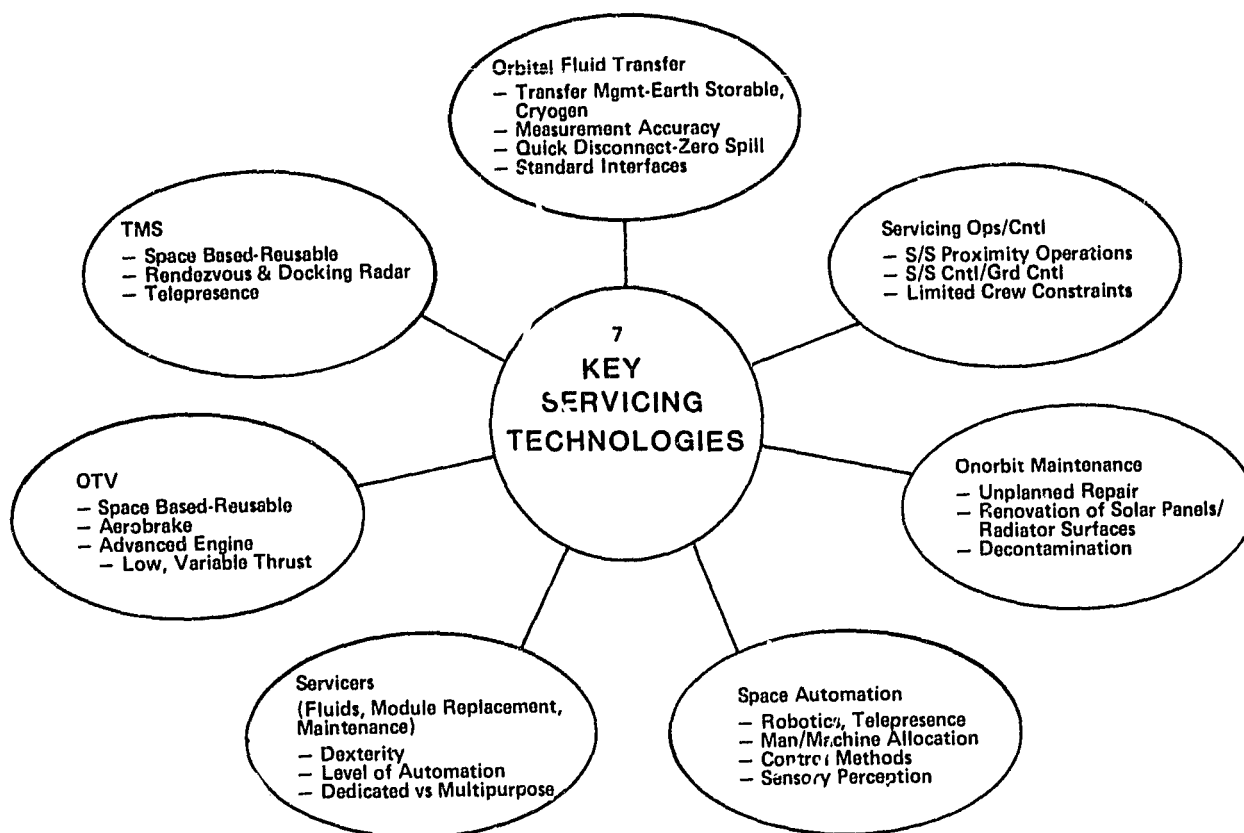 Orbital Fluid Transfer
– Transfer Mgmt-Earth Storable,
Cryogen
– Measurement Accuracy
– Quick Disconnect-Zero Spill
– Standard Interfaces
TMS
– Space Based-Reusable
– Rendezvous & Docking Radar
– Telepresence
Servicing Ops/Cntl
– S/S Proximity Operations
– S/S Cntl/Grd Cntl
– Limited Crew Constraints
7
KEY
SERVICING
TECHNOLOGIES
OTV
– Space Based-Reusable
– Aerobrake
– Advanced Engine
– Low, Variable Thrust
Onorbit Maintenance
– Unplanned Repair
– Renovation of Solar Panels/
Radiator Surfaces
– Decontamination
Servicers
(Fluids, Module Replacement,
Maintenance)
– Dexterity
– Level of Automation
– Dedicated vs Multipurpose
Space Automation
– Robotics, Telepresence
– Man/Machine Allocation
– Control Methods
– Sensory Perception